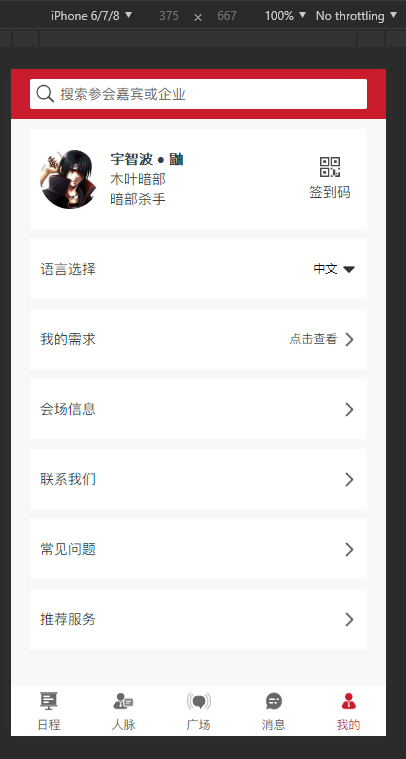 iPhone 6/7/8 ▼ 375 × 667 100% ▼ No throttling ▼
搜索参会嘉宾或企业
宇智波 ● 鼬
木叶暗部
暗部杀手
签到码
语言选择 中文
我的需求 点击查看
会场信息
联系我们
常见问题
推荐服务
日程 人脉 广场 消息 我的